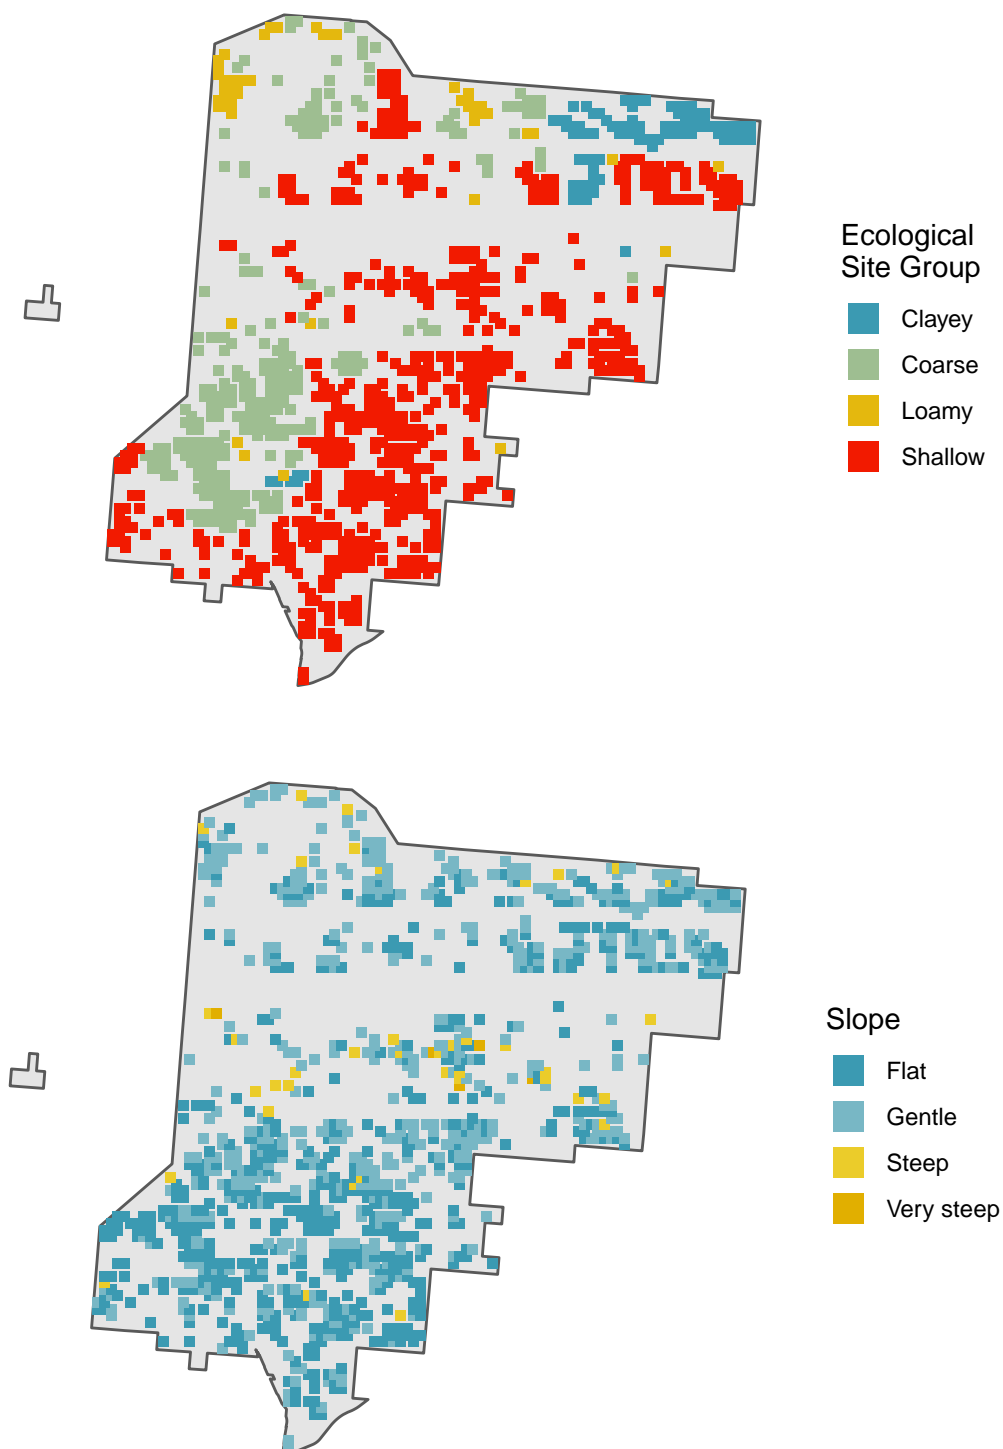 Ecological
Site Group
Clayey
Coarse
Loamy
Shallow
Slope
Flat
Gentle
Steep
Very steep